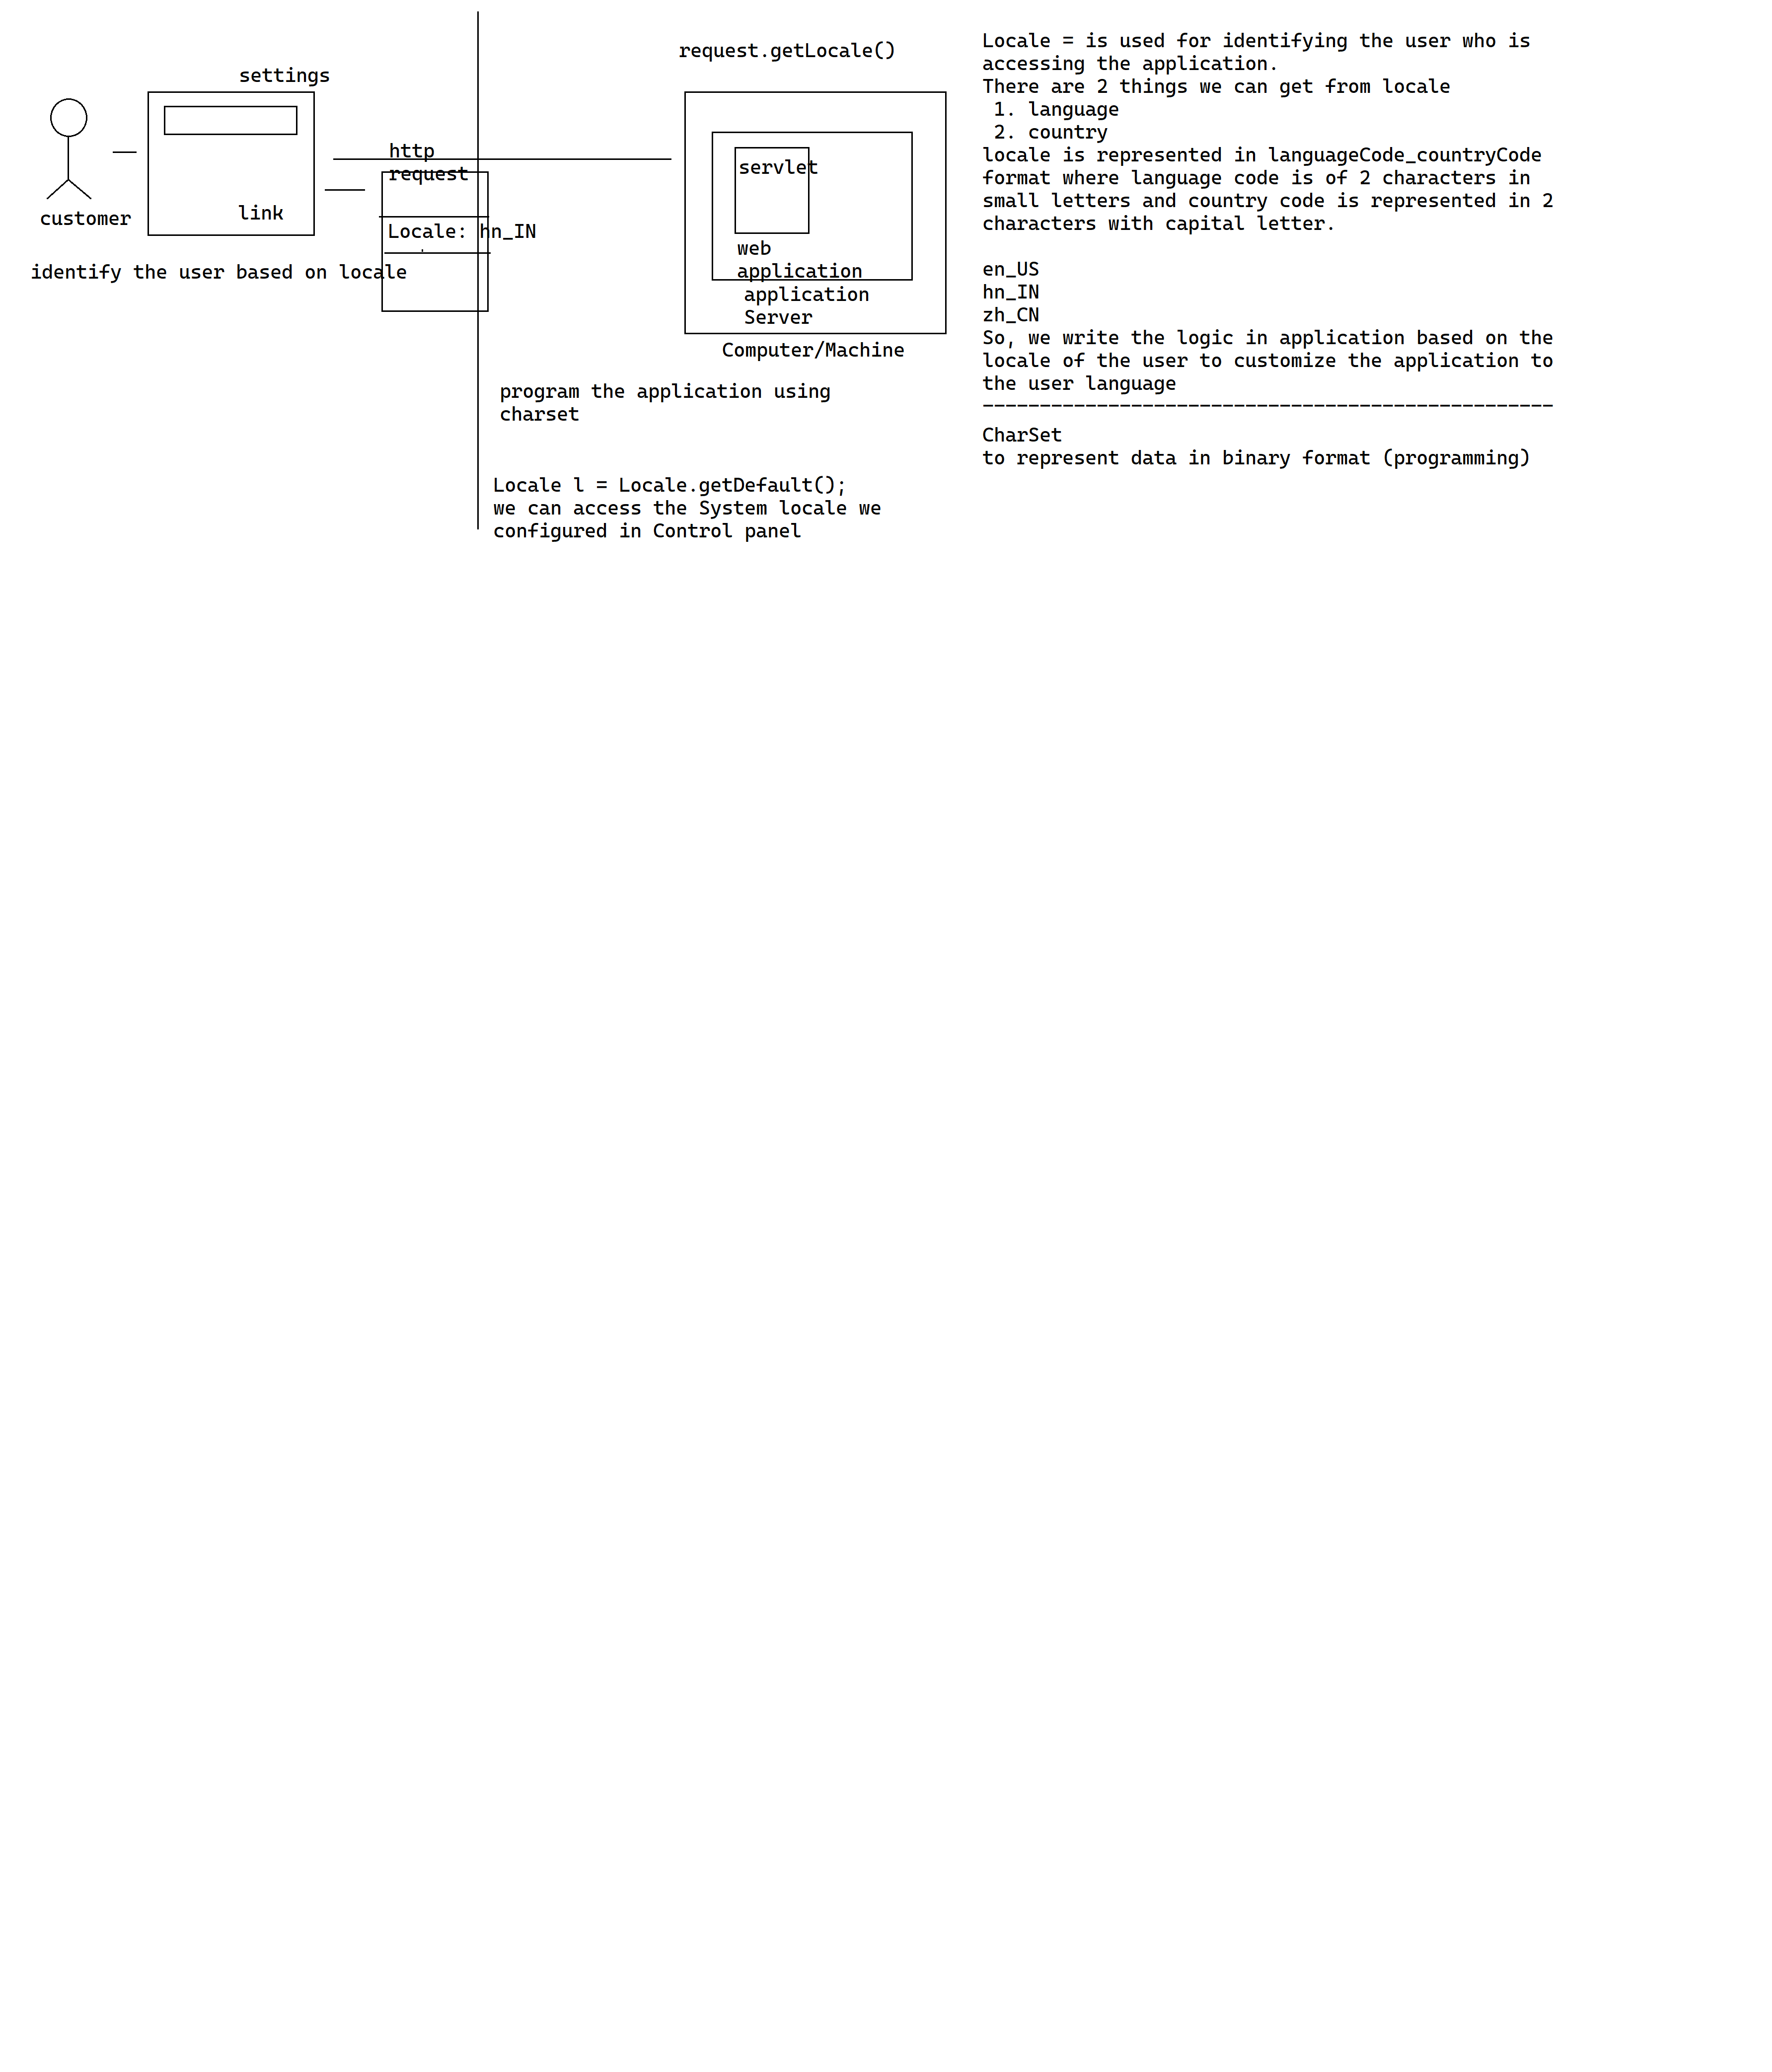 settings
customer
link
identify the user based on locale
http
request
Locale: hn_IN
request.getLocale()
servlet
web
application
application
Server
Computer/Machine
program the application using
charset
Locale l = Locale.getDefault();
we can access the System locale we
configured in Control panel
Locale = is used for identifying the user who is
accessing the application.
There are 2 things we can get from locale
1. language
2. country
locale is represented in languageCode_countryCode
format where language code is of 2 characters in
small letters and country code is represented in 2
characters with capital letter.
en_US
hn_IN
zh_CN
So, we write the logic in application based on the
locale of the user to customize the application to
the user language
--------------------------------------------------
CharSet
to represent data in binary format (programming)